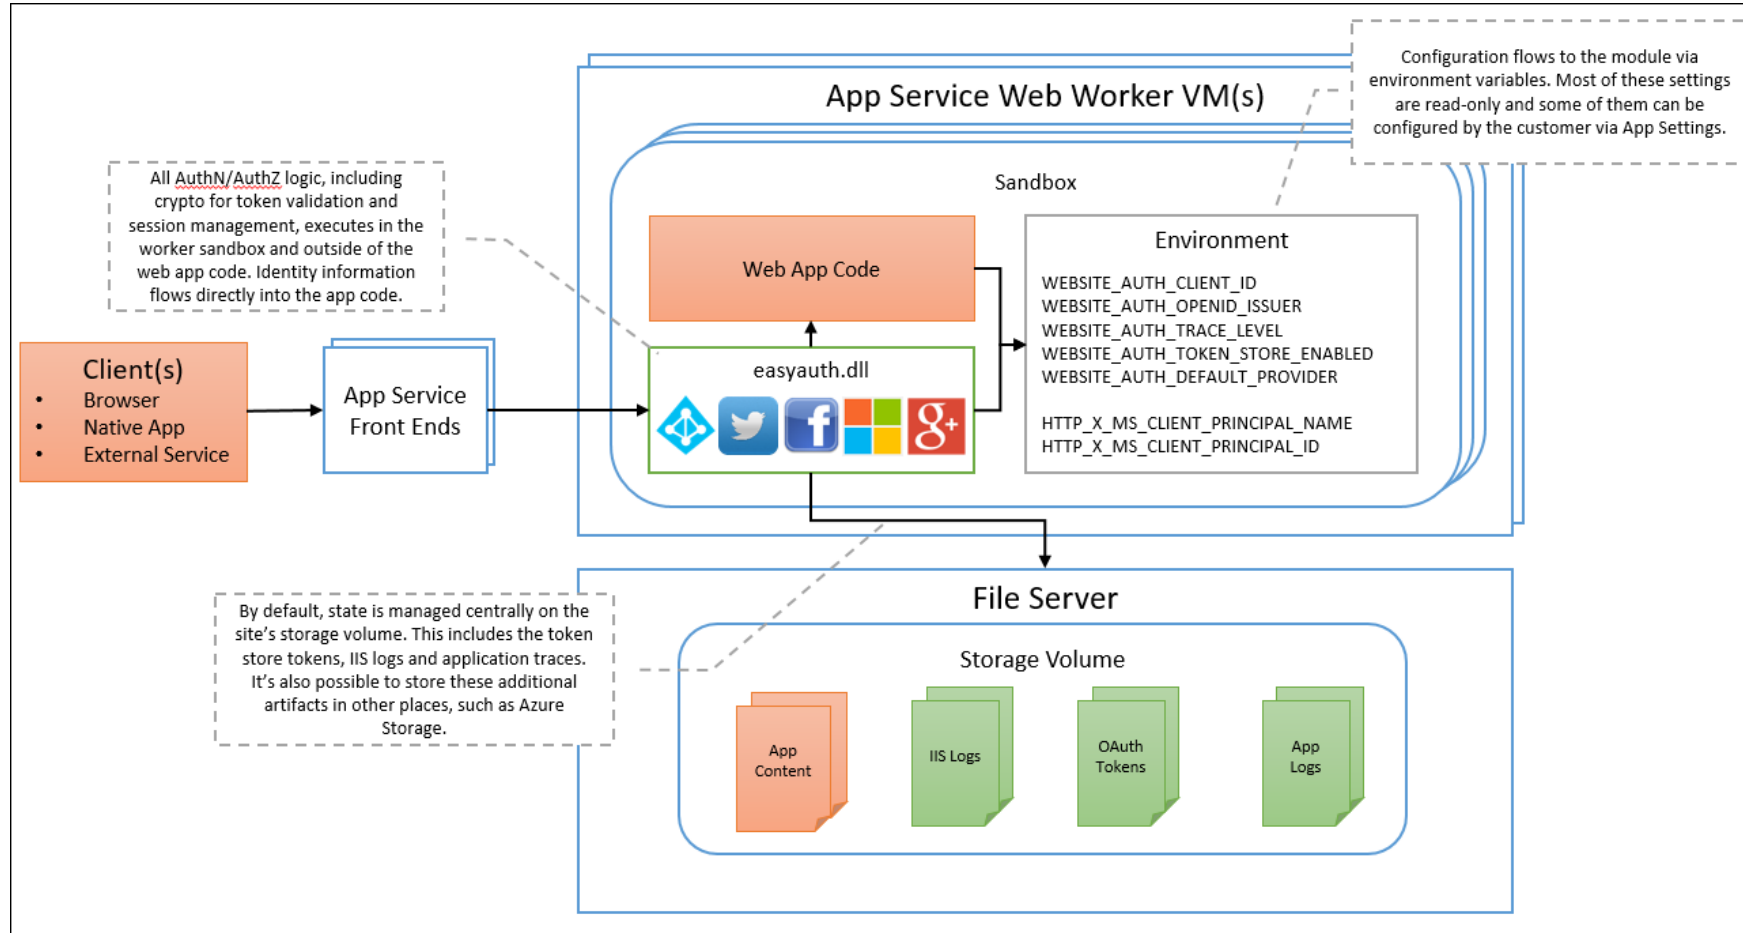 App Service Web Worker VM(s)
Configuration flows to the module via
environment variables. Most of these settings
are read-only and some of them can be
configured by the customer via App Settings.
All AuthN/AuthZ logic, including
crypto for token validation and
session management, executes in the
worker sandbox and outside of the
web app code. Identity information
flows directly into the app code.
Sandbox
Web App Code
Environment
WEBSITE_AUTH_CLIENT_ID
WEBSITE_AUTH_OPENID_ISSUER
WEBSITE_AUTH_TRACE_LEVEL
WEBSITE_AUTH_TOKEN_STORE_ENABLED
WEBSITE_AUTH_DEFAULT_PROVIDER
HTTP_X_MS_CLIENT_PRINCIPAL_NAME
HTTP_X_MS_CLIENT_PRINCIPAL_ID
Client(s)
• Browser
• Native App
• External Service
App Service
Front Ends
easyauth.dll
f
g+
File Server
By default, state is managed centrally on the
site's storage volume. This includes the token
store tokens, IIS logs and application traces.
It's also possible to store these additional
artifacts in other places, such as Azure
Storage.
Storage Volume
App
Content
IIS Logs
OAuth
Tokens
App
Logs